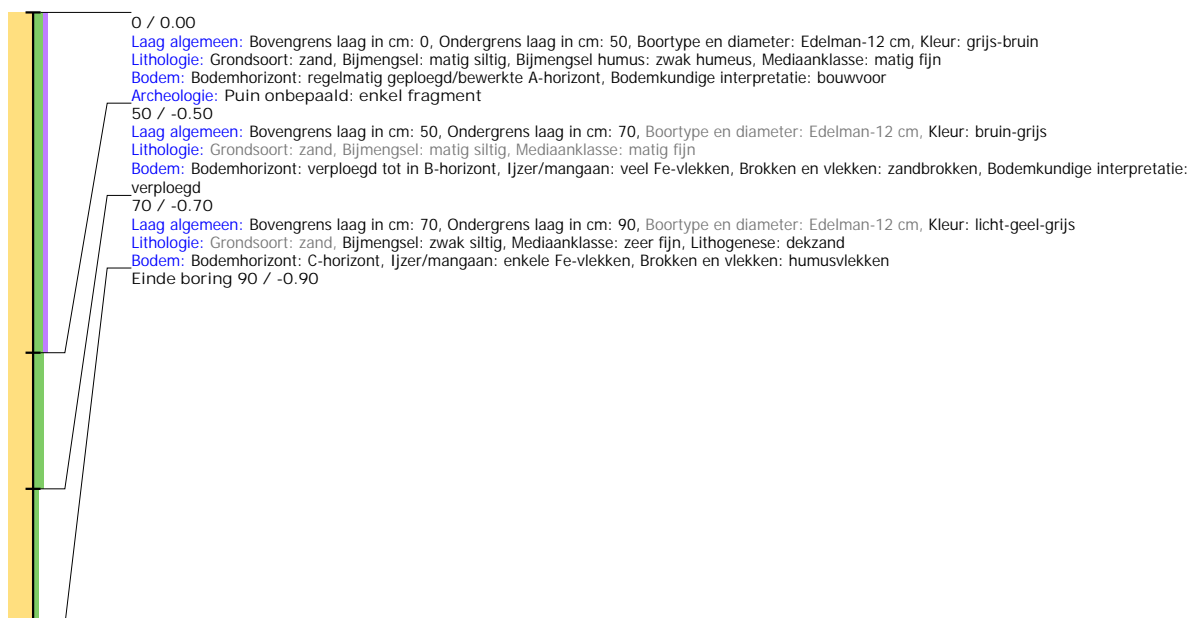 0 / 0.00
Laag algemeen: Bovengrens laag in cm: 0, Ondergrens laag in cm: 50, Boortype en diameter: Edelman-12 cm, Kleur: grijs-bruin
Lithologie: Grondsoort: zand, Bijmengsel: matig siltig, Bijmengsel humus: zwak humeus, Mediaanklasse: matig fijn
Bodem: Bodemhorizont: regelmatig geploegd/bewerkte A-horizont, Bodemkundige interpretatie: bouwvoor
Archeologie: Puin onbepaald: enkel fragment
50 / -0.50
Laag algemeen: Bovengrens laag in cm: 50, Ondergrens laag in cm: 70, Boortype en diameter: Edelman-12 cm, Kleur: bruin-grijs
Lithologie: Grondsoort: zand, Bijmengsel: matig siltig, Mediaanklasse: matig fijn
Bodem: Bodemhorizont: verploegd tot in B-horizont, Ijzer/mangaan: veel Fe-vlekken, Brokken en vlekken: zandbrokken, Bodemkundige interpretatie:
verploegd
70 / -0.70
Laag algemeen: Bovengrens laag in cm: 70, Ondergrens laag in cm: 90, Boortype en diameter: Edelman-12 cm, Kleur: licht-geel-grijs
Lithologie: Grondsoort: zand, Bijmengsel: zwak siltig, Mediaanklasse: zeer fijn, Lithogenese: dekzand
Bodem: Bodemhorizont: C-horizont, Ijzer/mangaan: enkele Fe-vlekken, Brokken en vlekken: humusvlekken
Einde boring 90 / -0.90